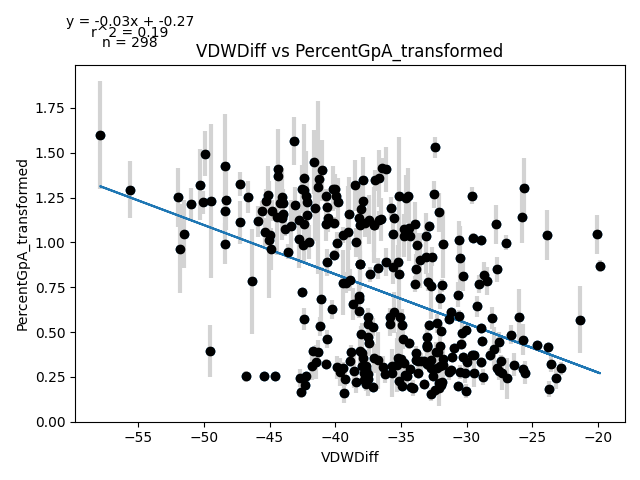 y = -0.03x + -0.27
r^2 = 0.19
n = 298
VDWDiff vs PercentGpA_transformed
1.75
1.50
1.25
1.00
0.75
0.50
0.25
0.00
PercentGpA_transformed
−55 −50 −45 −40 −35 −30 −25 −20
VDWDiff